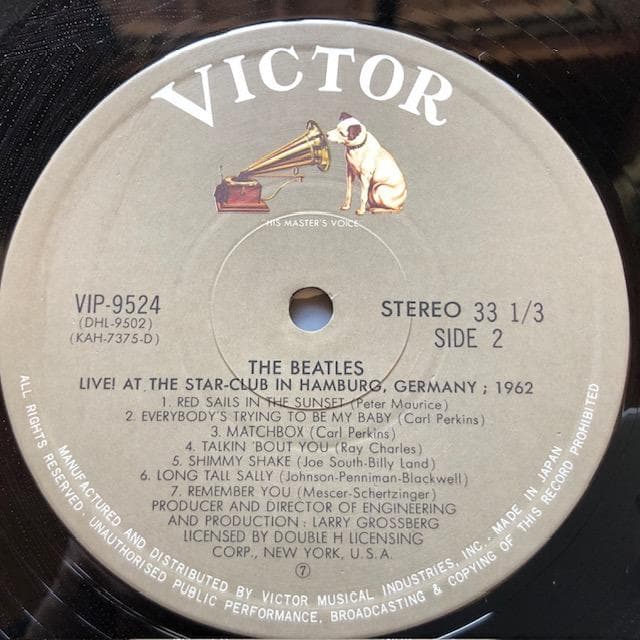 VICTOR
HIS MASTER'S VOICE
VIP-9524
(DHL-9502)
(KAH-7375-D)
STEREO 33 1/3
SIDE 2
THE BEATLES
LIVE! AT THE STAR-CLUB IN HAMBURG, GERMANY ; 1962
1. RED SAILS IN THE SUNSET (Peter Maurice)
2. EVERYBODY'S TRYING TO BE MY BABY (Carl Perkins)
3. MATCHBOX (Carl Perkins)
4. TALKIN 'BOUT YOU (Ray Charles)
5. SHIMMY SHAKE (Joe South-Billy Land)
6. LONG TALL SALLY (Johnson-Penniman-Blackwell)
7. REMEMBER YOU (Mescer-Schertzinger)
PRODUCER AND DIRECTOR OF ENGINEERING
AND PRODUCTION : LARRY GROSSBERG
LICENSED BY DOUBLE H LICENSING
CORP., NEW YORK, U.S.A.
7
MANUFACTURED AND DISTRIBUTED BY VICTOR MUSICAL INDUSTRIES, INC., MADE IN JAPAN
ALL RIGHTS RESERVED. UNAUTHORISED PUBLIC PERFORMANCE, BROADCASTING & COPYING OF THIS RECORD PROHIBITED